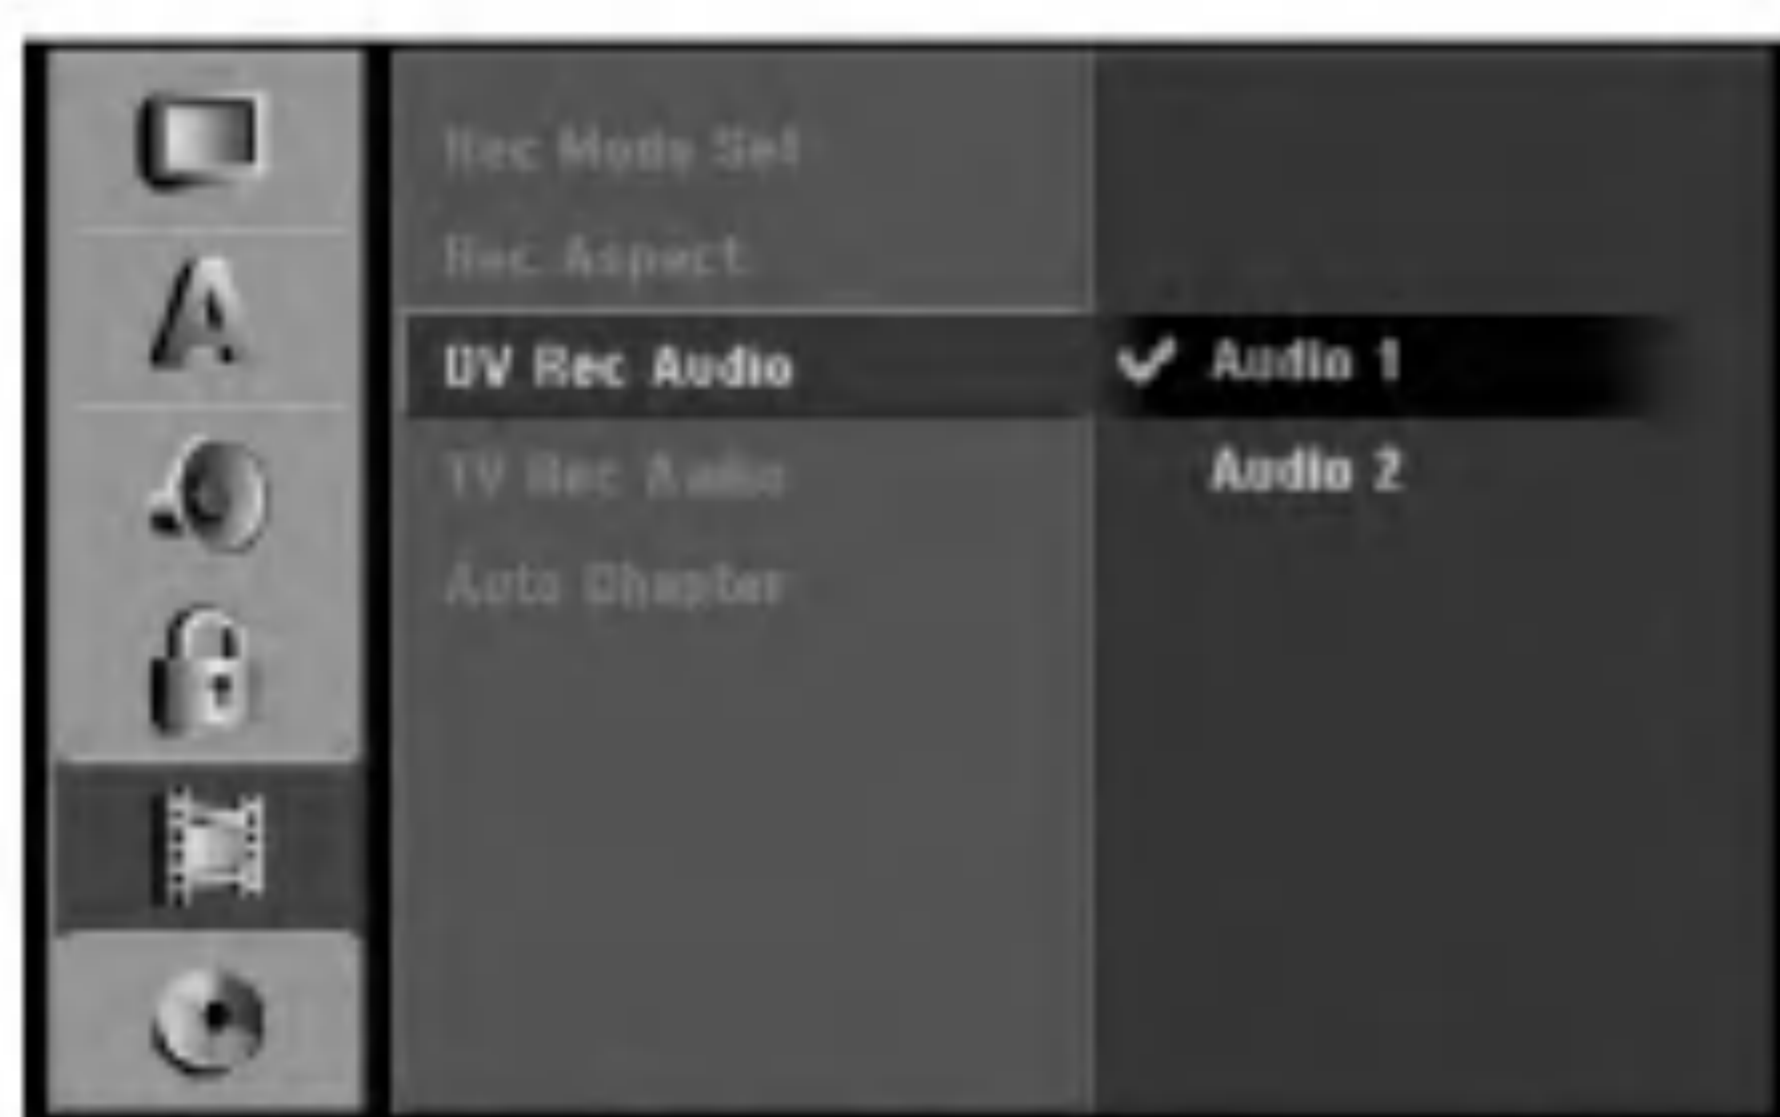 Rec Mode Set
Rec Aspect
DV Rec Audio
Audio 1
TV Rec Audio
Audio 2
Auto Chapter